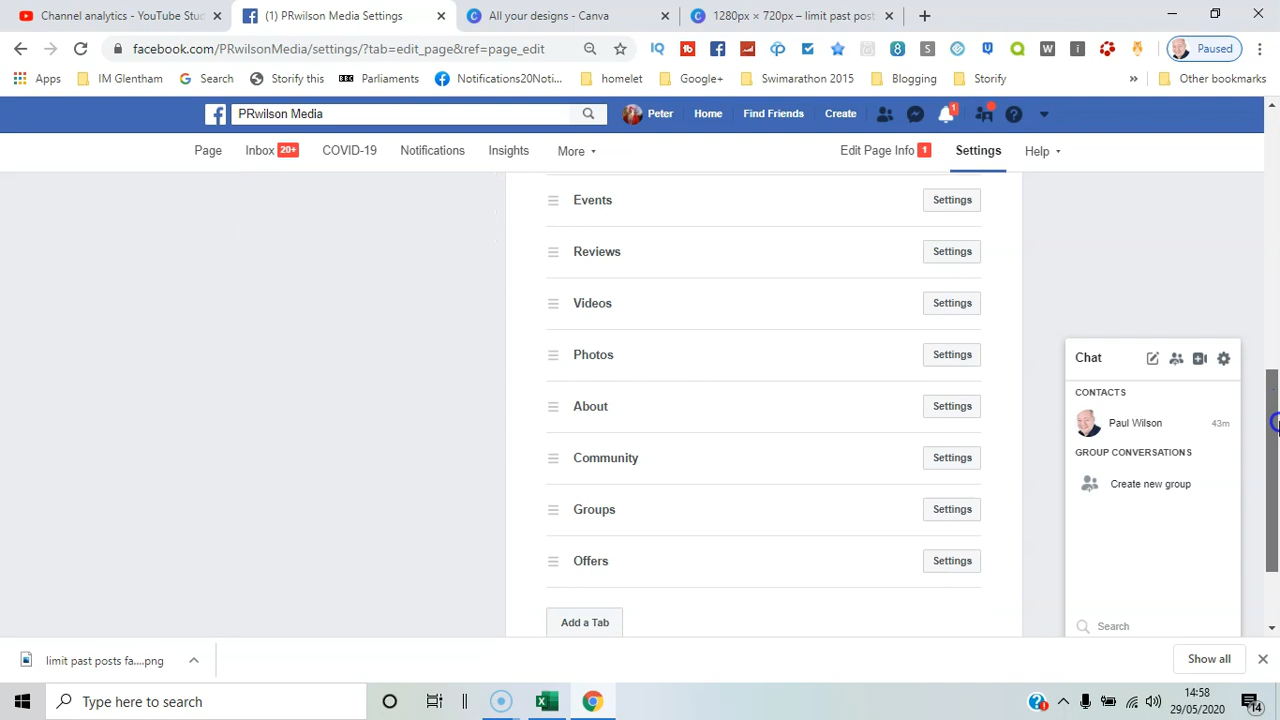 Channel analytics - YouTube Stud
(1) PRwilson Media Settings
All your designs - Canva
1280px × 720px – limit past post
facebook.com/PRwilsonMedia/settings/?tab=edit_page&ref=page_edit
Paused
Apps
IM Glentham
Search
Storify this
Parliaments
Notifications20Noti...
homelet
Google+
Swimarathon 2015
Blogging
Storify
»
Other bookmarks
PRwilson Media
Peter
Home
Find Friends
Create
1
Page
Inbox 20+
COVID-19
Notifications
Insights
More
Edit Page Info 1
Settings
Help
Events Settings
Reviews Settings
Videos Settings
Photos Settings
About Settings
Community Settings
Groups Settings
Offers Settings
Add a Tab
Chat
CONTACTS
Paul Wilson 43m
GROUP CONVERSATIONS
Create new group
Search
limit past posts fa....png
Show all
Type here to search
14:58
29/05/2020
14